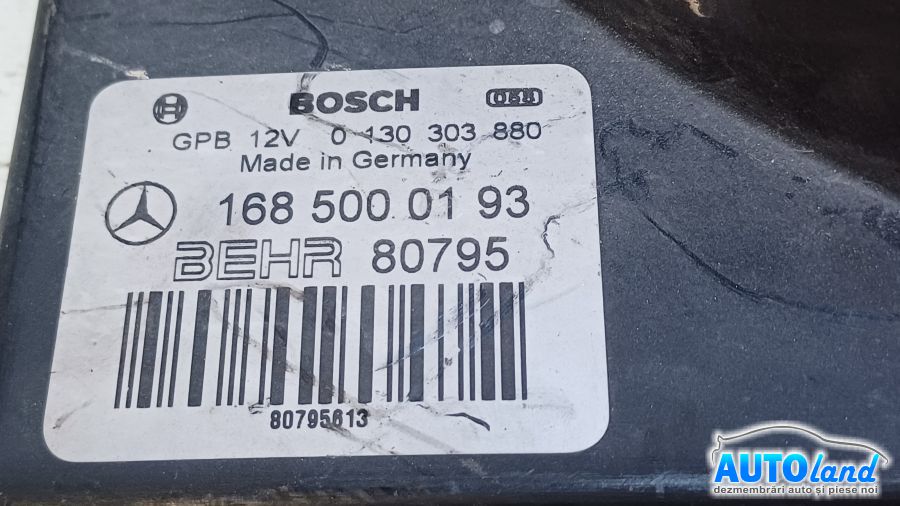 BOSCH 088
GPB 12V 0 130 303 880
Made in Germany
168 500 01 93
BEHR 80795
80795613
AUTOland
dezmembrări auto și piese noi